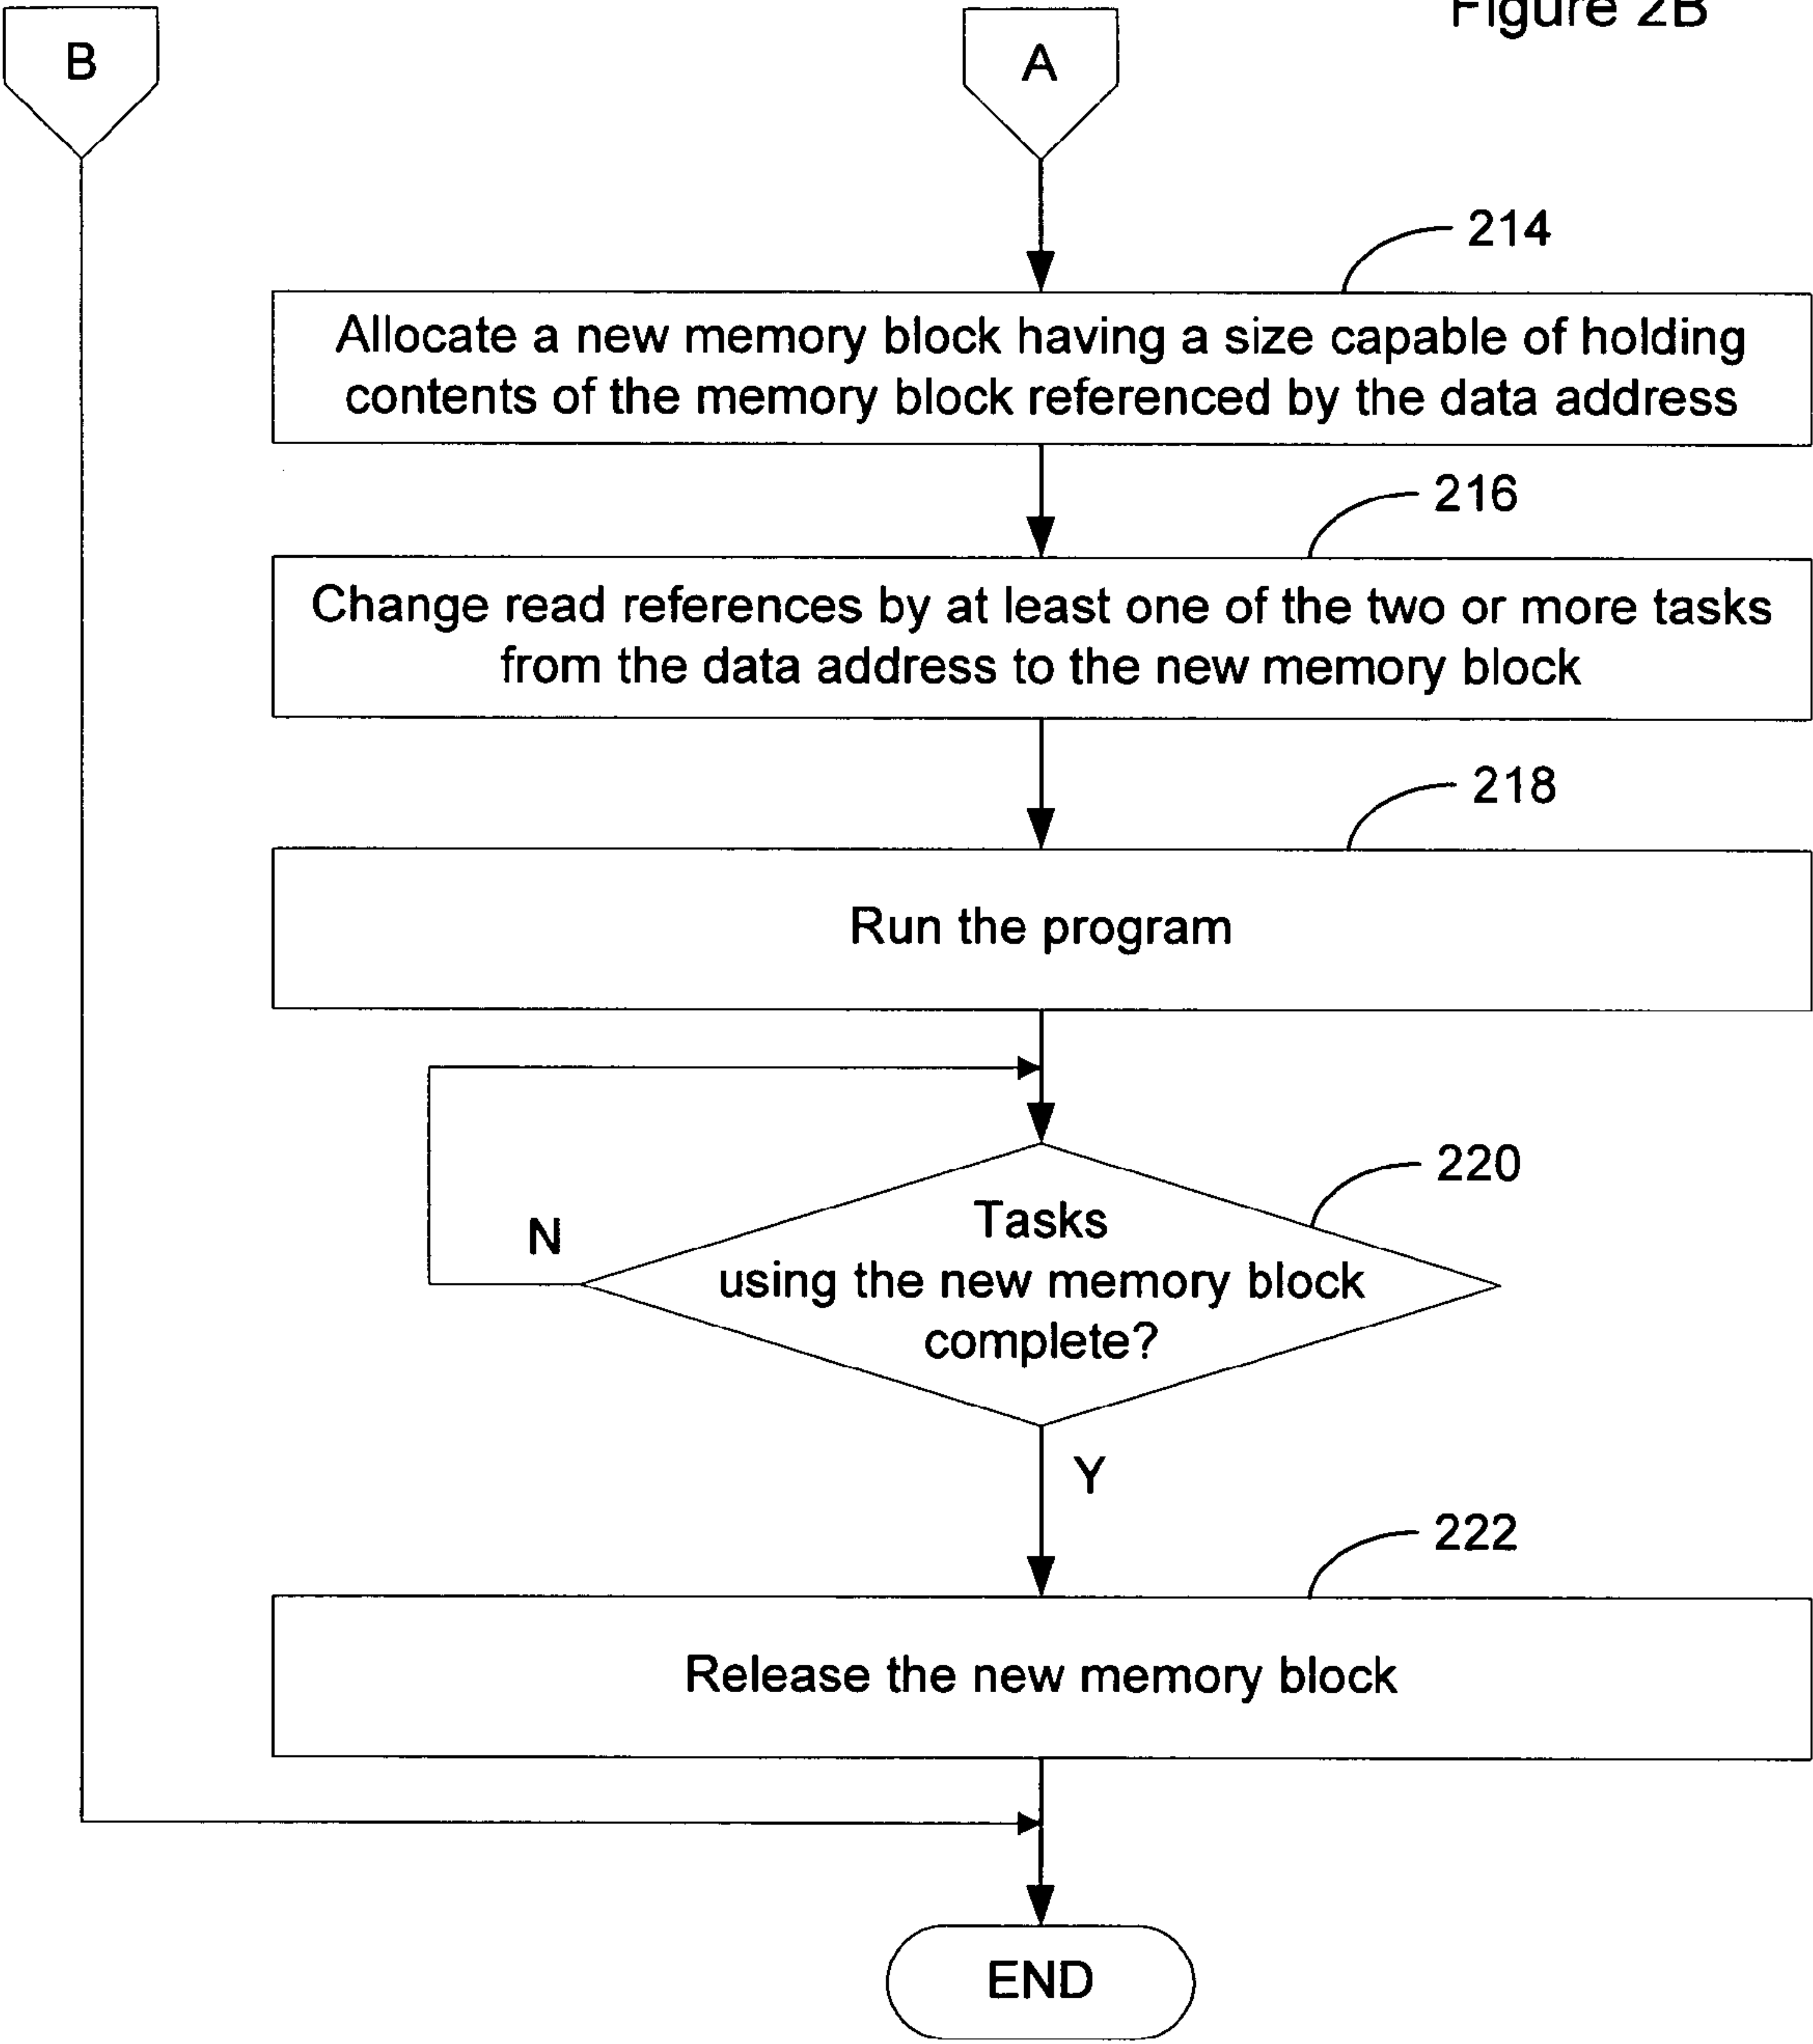 Figure 2B
B
A
214
Allocate a new memory block having a size capable of holding
contents of the memory block referenced by the data address
216
Change read references by at least one of the two or more tasks
from the data address to the new memory block
218
Run the program
220
Tasks
using the new memory block
complete?
N
Y
222
Release the new memory block
END